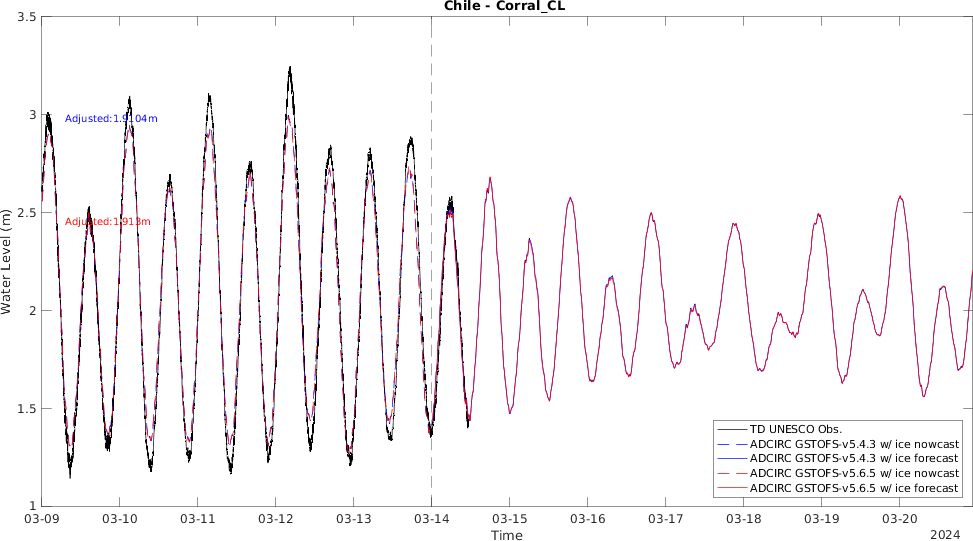 Chile - Corral_CL
3.5
3
2.5
2
1.5
1
Water Level (m)
Adjusted:1.9104m
Adjusted:1.913m
TD UNESCO Obs.
ADCIRC GSTOFS-v5.4.3 w/ ice nowcast
ADCIRC GSTOFS-v5.4.3 w/ ice forecast
ADCIRC GSTOFS-v5.6.5 w/ ice nowcast
ADCIRC GSTOFS-v5.6.5 w/ ice forecast
03-09 03-10 03-11 03-12 03-13 03-14 03-15 03-16 03-17 03-18 03-19 03-20
Time
2024